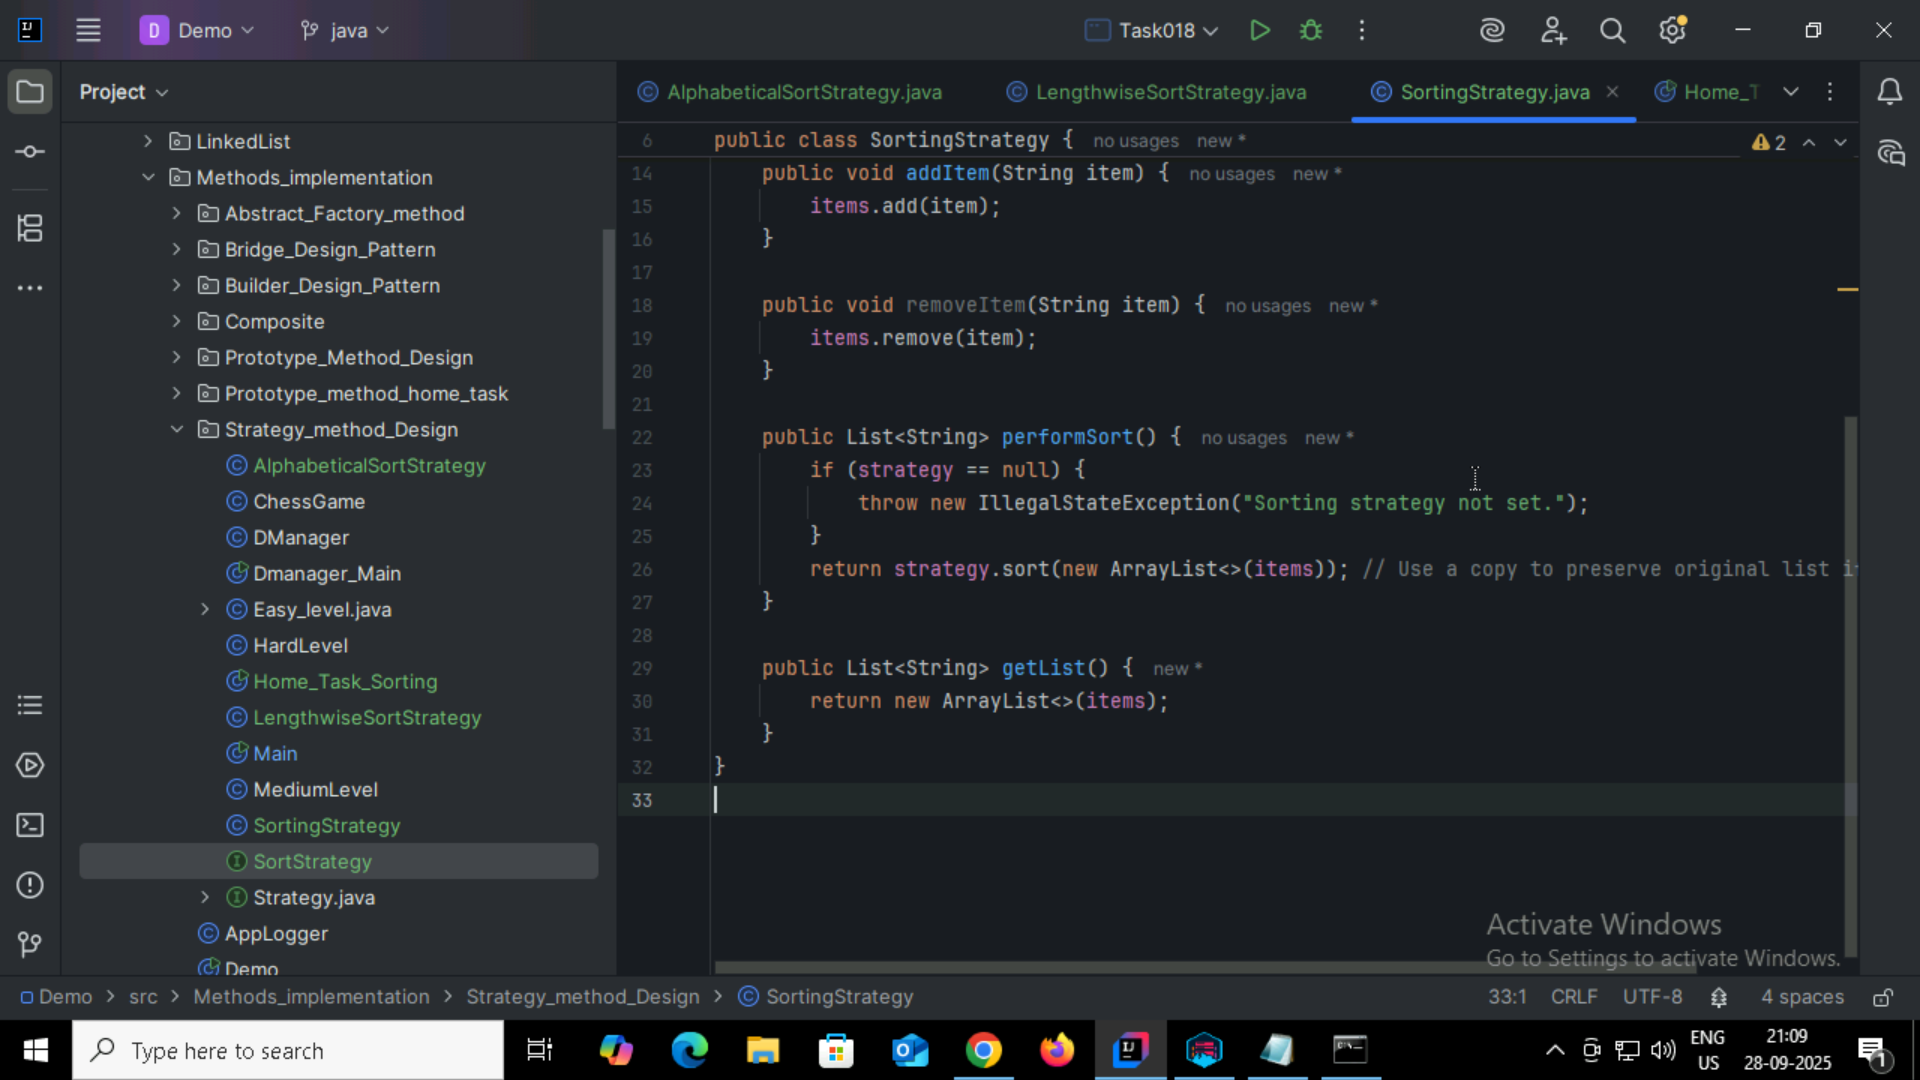 D Demo java Task018
Project
LinkedList
Methods_implementation
Abstract_Factory_method
Bridge_Design_Pattern
Builder_Design_Pattern
Composite
Prototype_Method_Design
Prototype_method_home_task
Strategy_method_Design
AlphabeticalSortStrategy
ChessGame
DManager
Dmanager_Main
Easy_level.java
HardLevel
Home_Task_Sorting
LengthwiseSortStrategy
Main
MediumLevel
SortingStrategy
SortStrategy
Strategy.java
AppLogger
Demo
AlphabeticalSortStrategy.java LengthwiseSortStrategy.java SortingStrategy.java Home_T
6 public class SortingStrategy { no usages new * 2
14 public void addItem(String item) { no usages new *
15 items.add(item);
16 }
17
18 public void removeItem(String item) { no usages new *
19 items.remove(item);
20 }
21
22 public List<String> performSort() { no usages new *
23 if (strategy == null) {
24 throw new IllegalStateException("Sorting strategy not set.");
25 }
26 return strategy.sort(new ArrayList<>(items)); // Use a copy to preserve original list i
27 }
28
29 public List<String> getList() { new *
30 return new ArrayList<>(items);
31 }
32 }
33
Activate Windows
Go to Settings to activate Windows.
Demo > src > Methods_implementation > Strategy_method_Design > SortingStrategy 33:1 CRLF UTF-8 4 spaces
Type here to search
ENG
US
21:09
28-09-2025
1